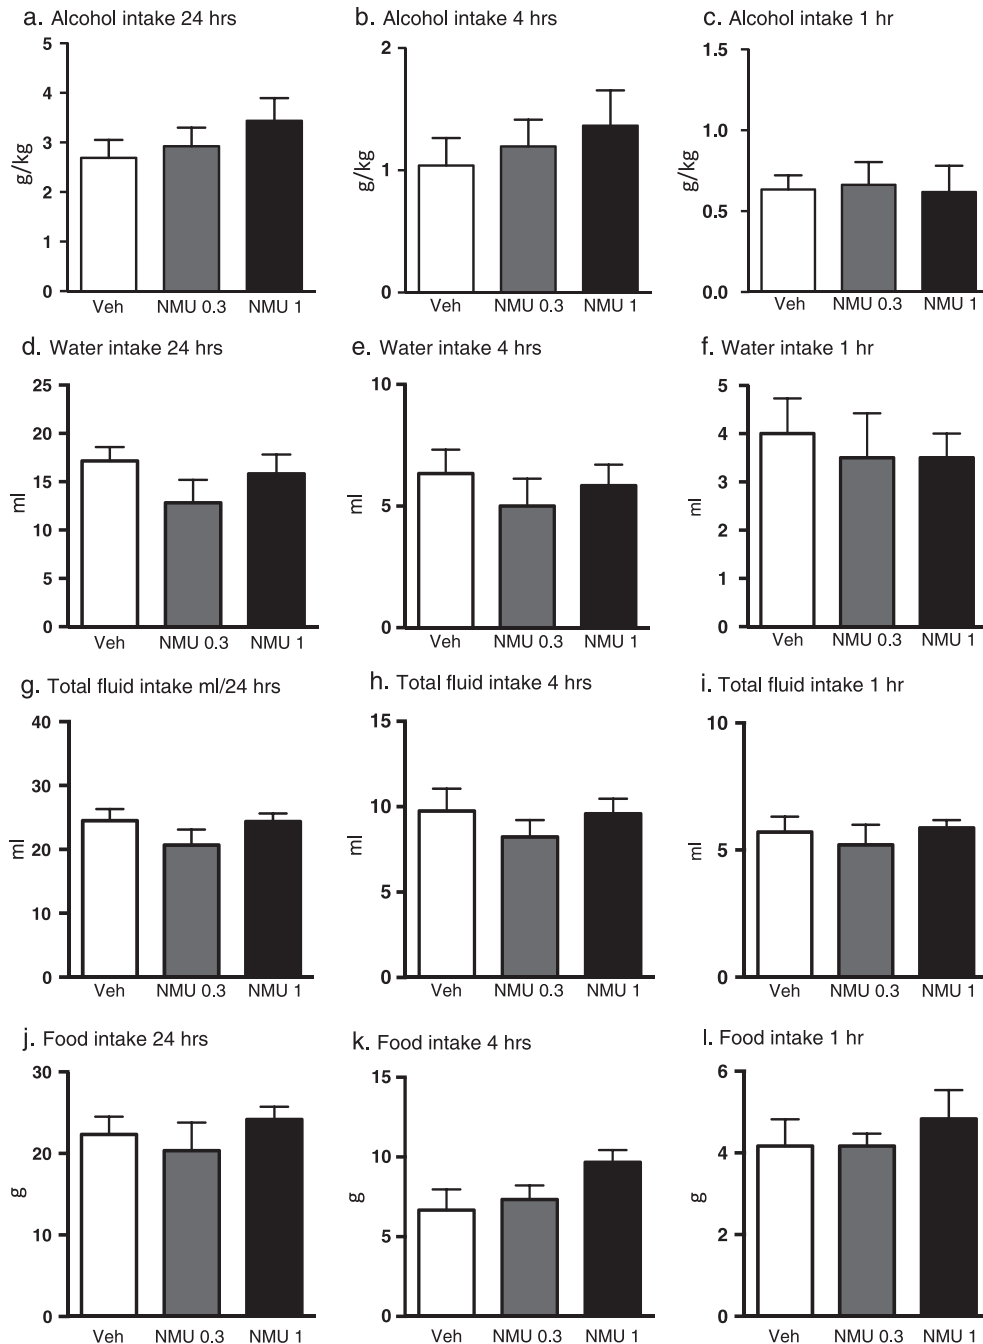 a. Alcohol intake 24 hrs
5
4
3
2
1
0
g/kg
Veh NMU 0.3 NMU 1
b. Alcohol intake 4 hrs
2
1
0
g/kg
Veh NMU 0.3 NMU 1
c. Alcohol intake 1 hr
1.5
1.0
0.5
0.0
g/kg
Veh NMU 0.3 NMU 1
d. Water intake 24 hrs
25
20
15
10
5
0
ml
Veh NMU 0.3 NMU 1
e. Water intake 4 hrs
10
5
0
ml
Veh NMU 0.3 NMU 1
f. Water intake 1 hr
5
4
3
2
1
0
ml
Veh NMU 0.3 NMU 1
g. Total fluid intake ml/24 hrs
40
30
20
10
0
ml
Veh NMU 0.3 NMU 1
h. Total fluid intake 4 hrs
15
10
5
0
ml
Veh NMU 0.3 NMU 1
i. Total fluid intake 1 hr
10
5
0
ml
Veh NMU 0.3 NMU 1
j. Food intake 24 hrs
30
20
10
0
g
Veh NMU 0.3 NMU 1
k. Food intake 4 hrs
15
10
5
0
g
Veh NMU 0.3 NMU 1
l. Food intake 1 hr
6
4
2
0
g
Veh NMU 0.3 NMU 1